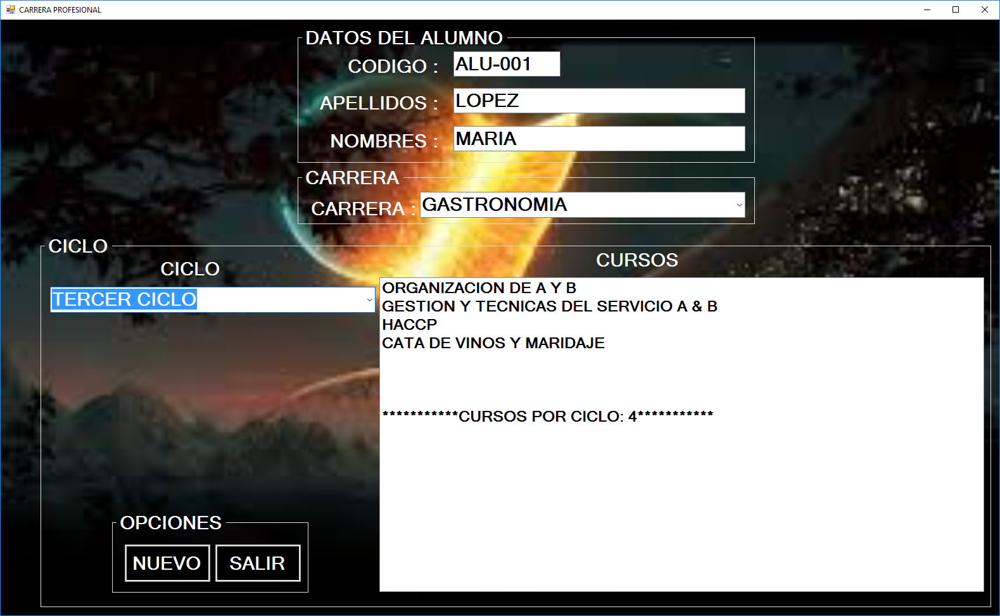 CARRERA PROFESIONAL
DATOS DEL ALUMNO
CODIGO : ALU-001
APELLIDOS : LOPEZ
NOMBRES : MARIA
CARRERA
CARRERA : GASTRONOMIA
CICLO
CICLO
TERCER CICLO
CURSOS
ORGANIZACION DE A Y B
GESTION Y TECNICAS DEL SERVICIO A & B
HACCP
CATA DE VINOS Y MARIDAJE
***********CURSOS POR CICLO: 4***********
OPCIONES
NUEVO SALIR